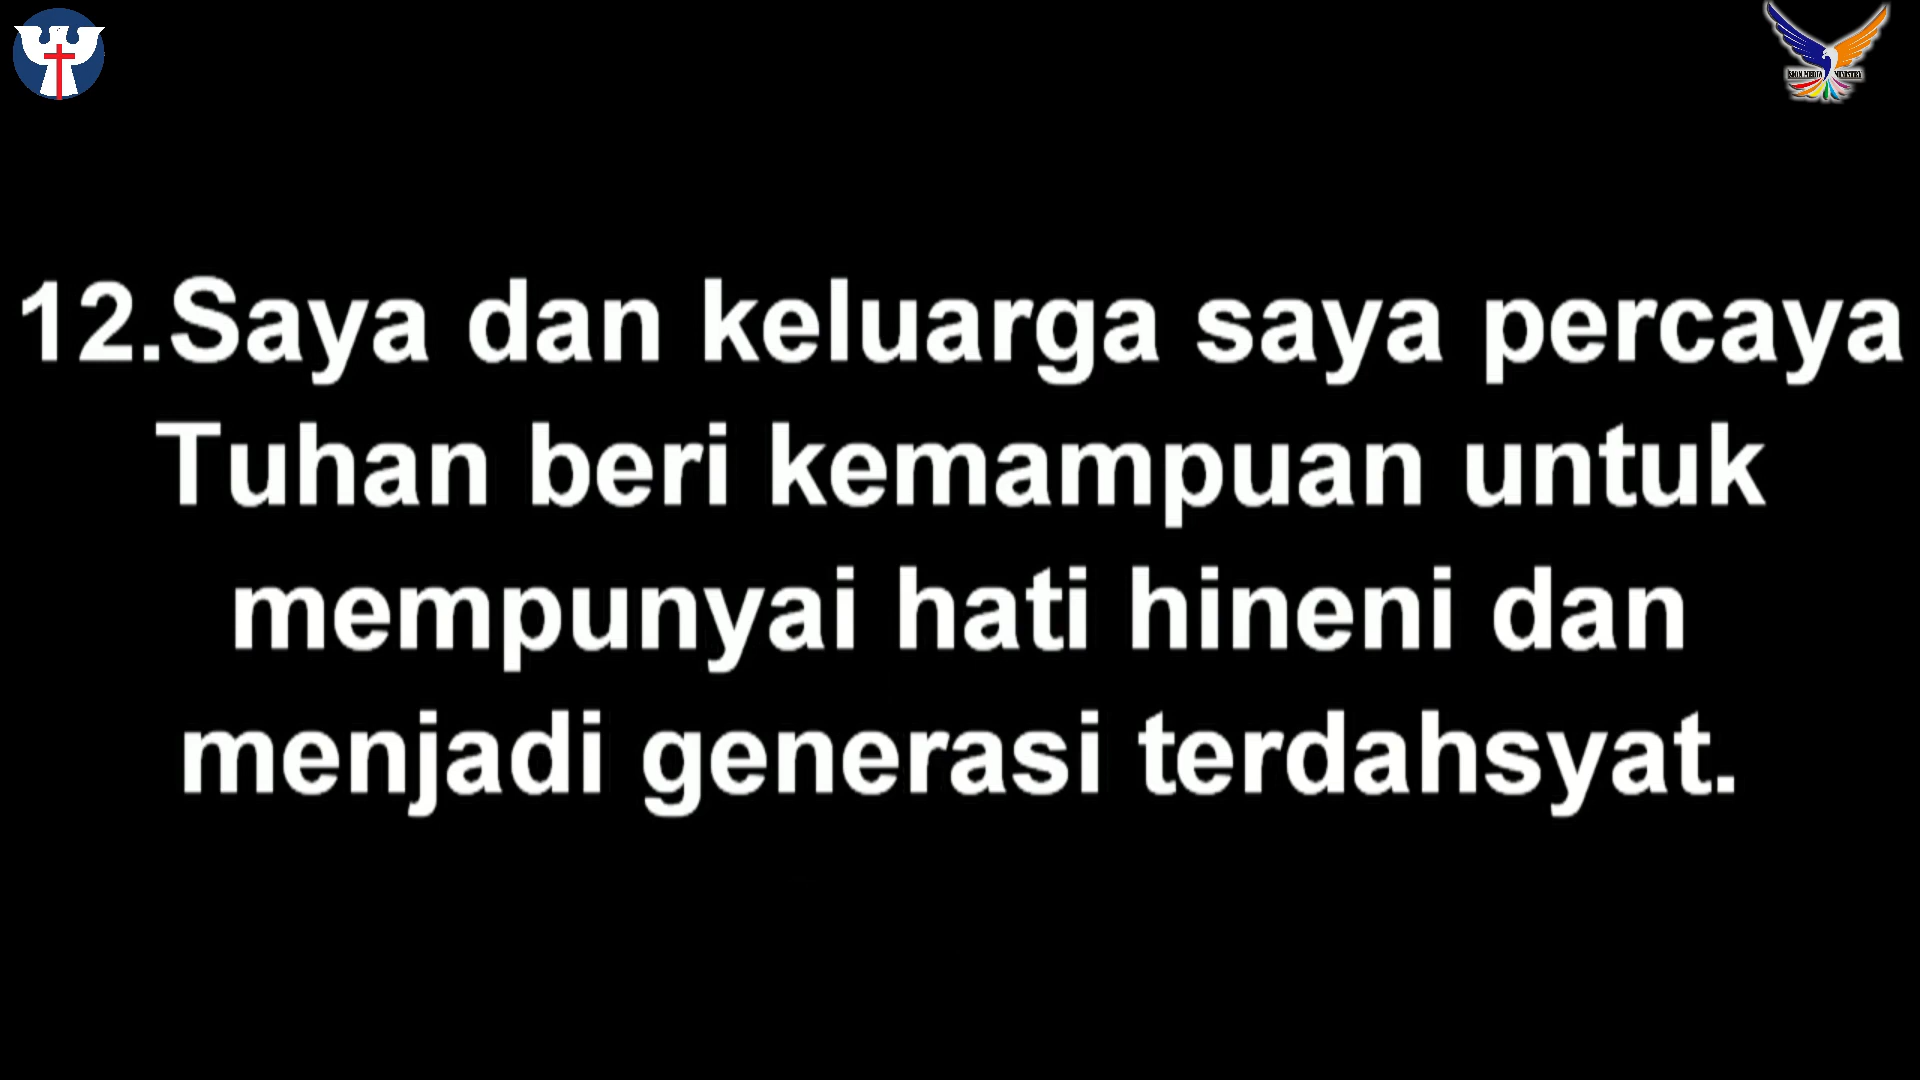 12.Saya dan keluarga saya percaya
Tuhan beri kemampuan untuk
mempunyai hati hineni dan
menjadi generasi terdahsyat.